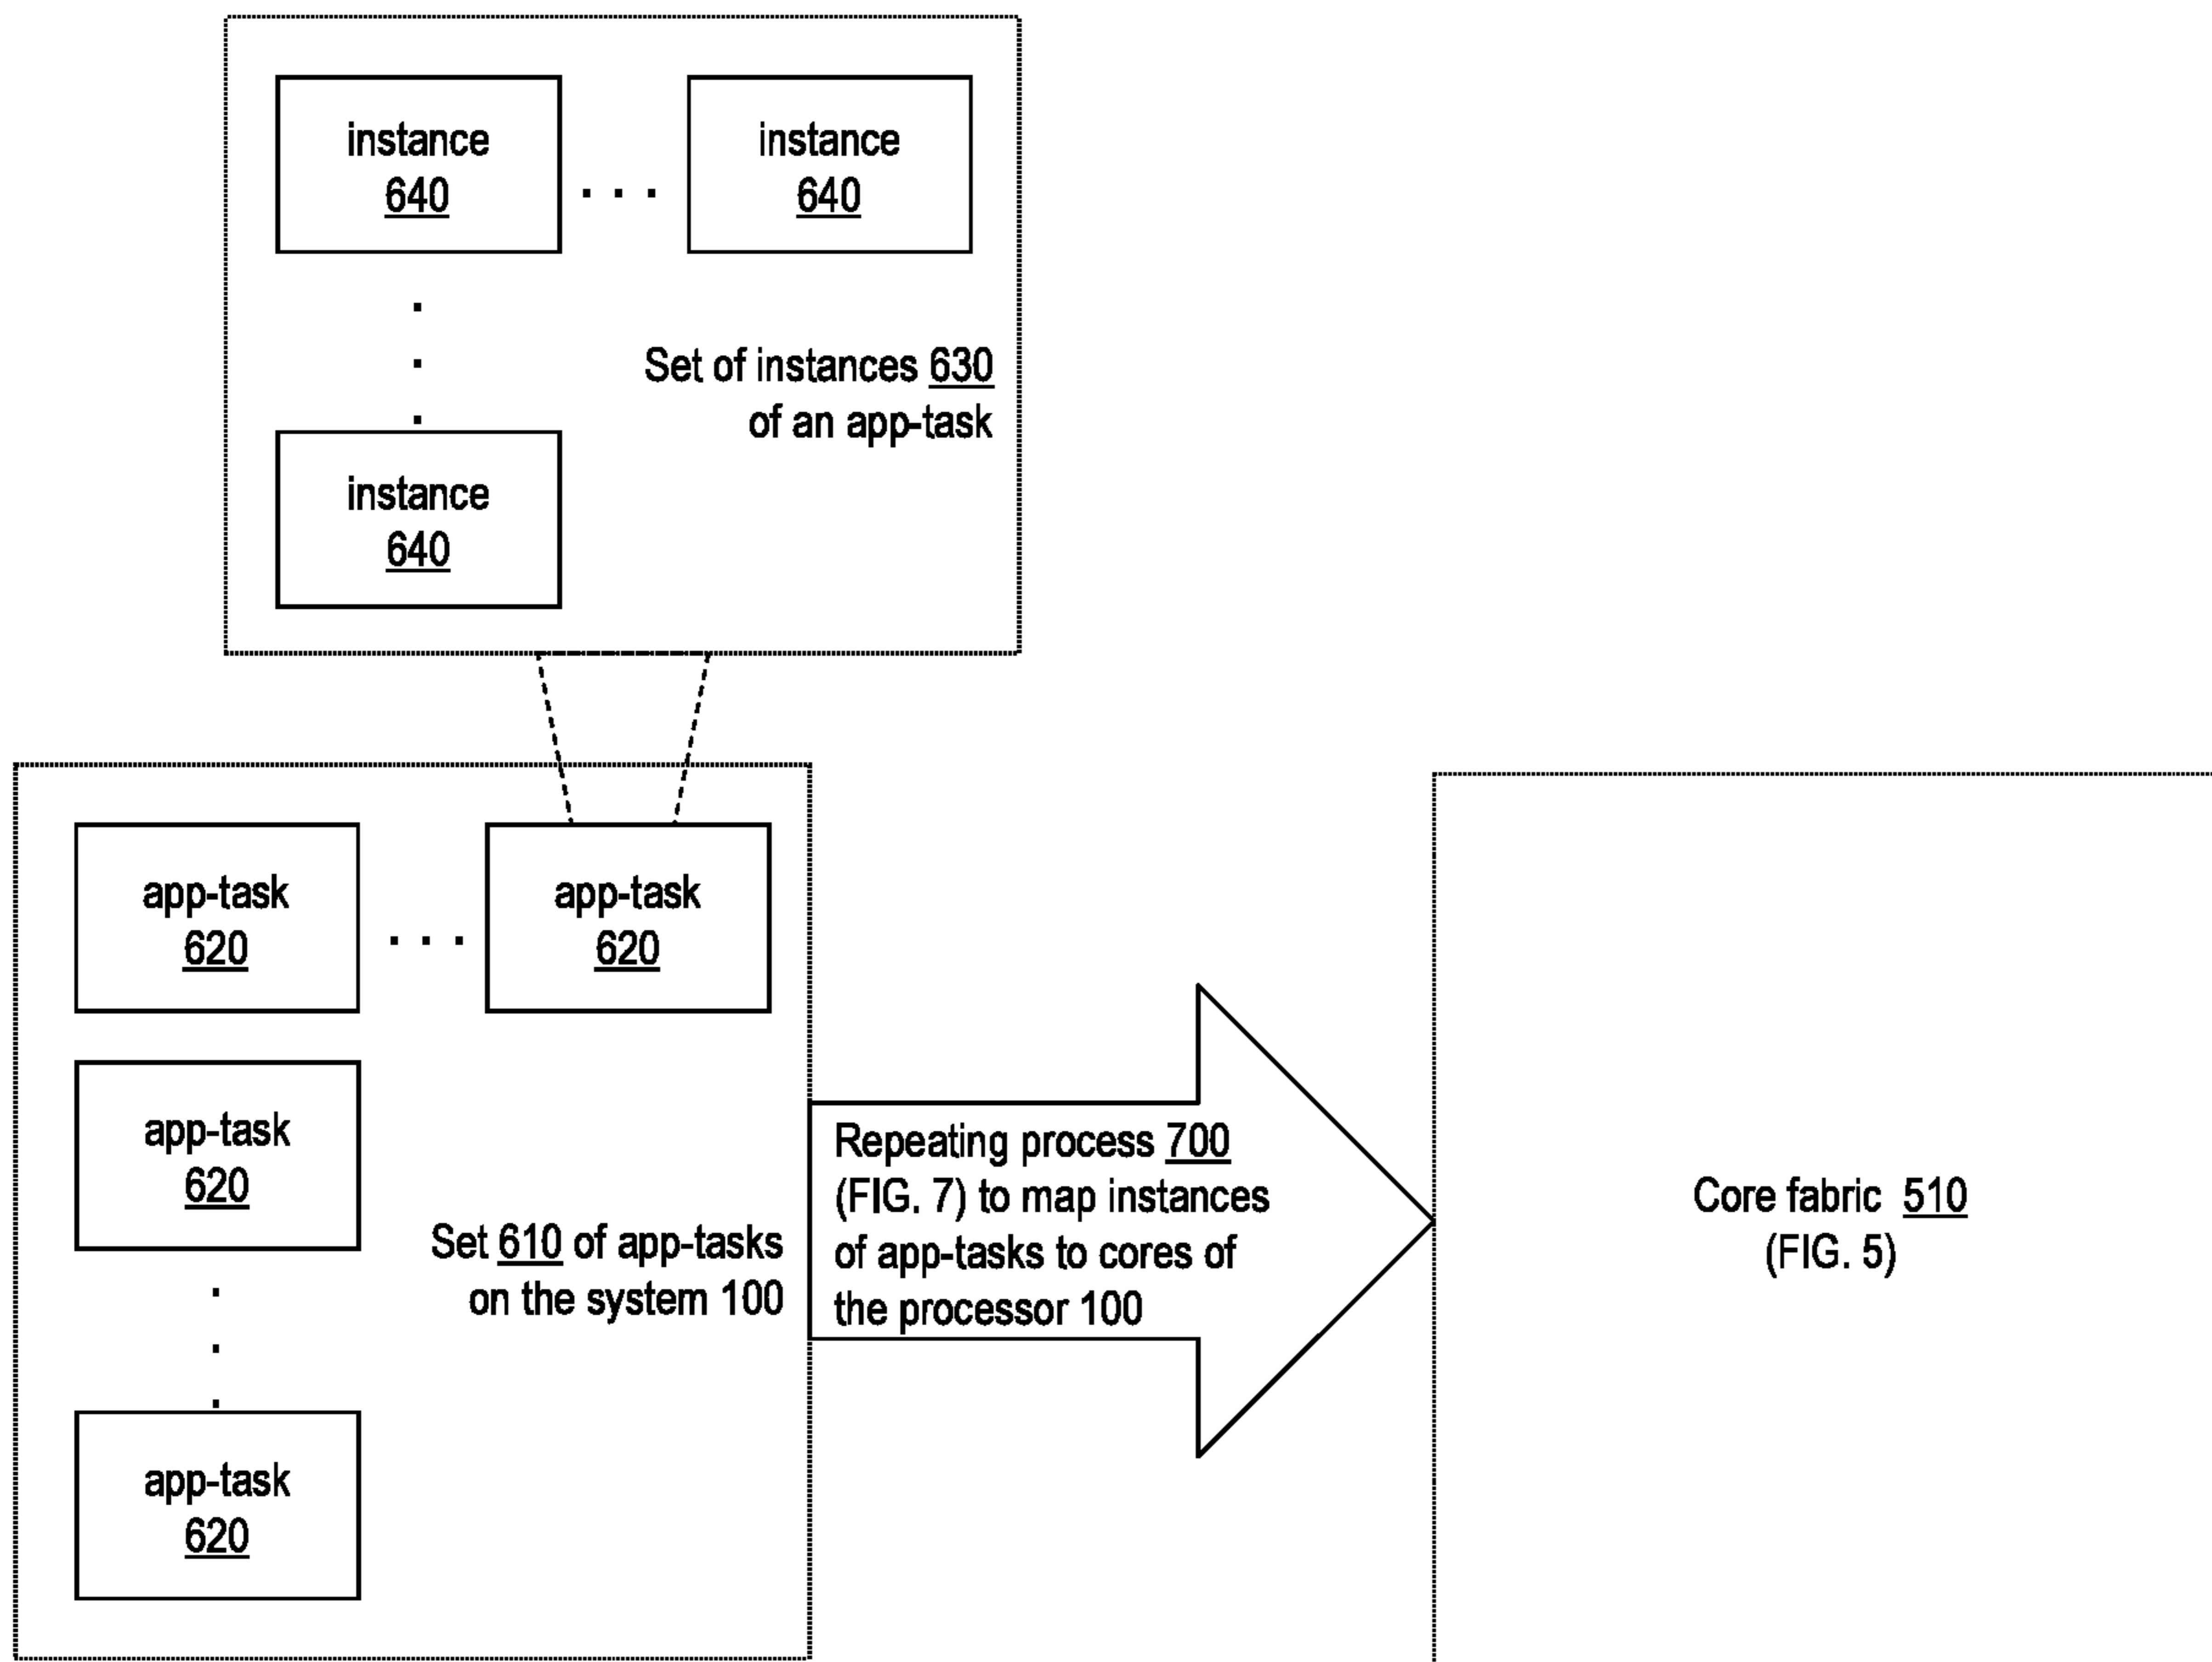 instance
640
. . .
instance
640
.
.
.
Set of instances 630
of an app-task
instance
640
app-task
620
. . .
app-task
620
app-task
620
Set 610 of app-tasks
on the system 100
.
.
.
app-task
620
Repeating process 700
(FIG. 7) to map instances
of app-tasks to cores of
the processor 100
Core fabric 510
(FIG. 5)